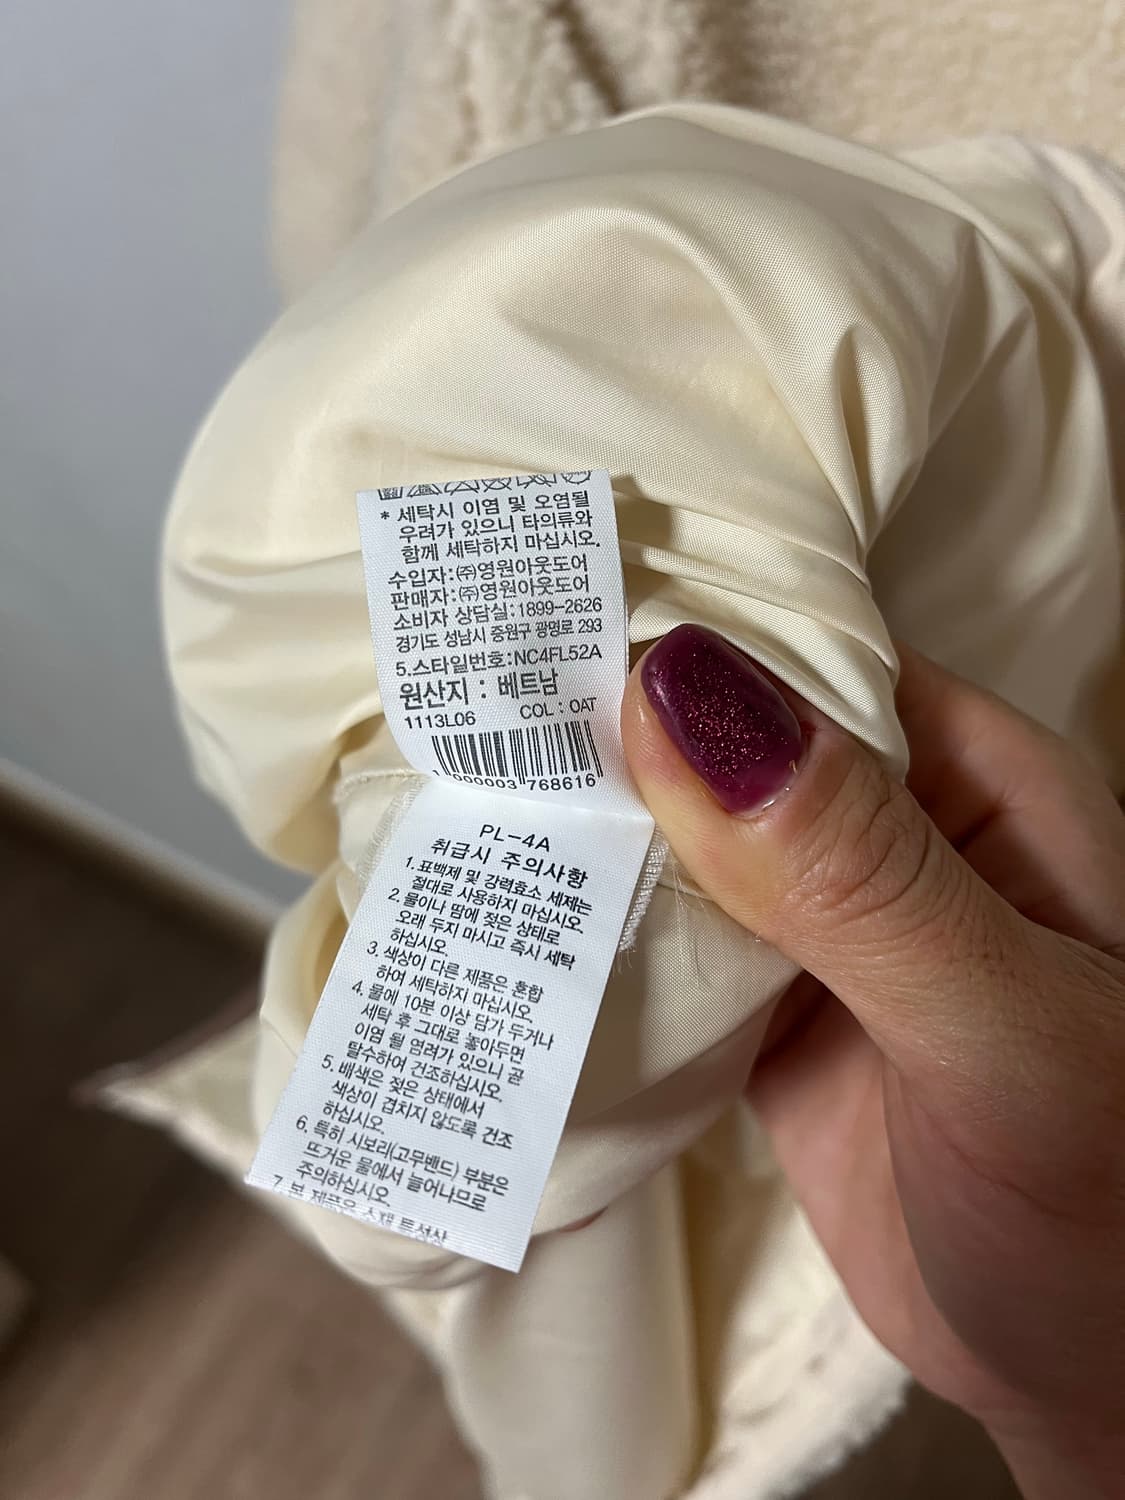 * 세탁시 이염 및 오염될
우려가 있으니 타의류와
함께 세탁하지 마십시오.
수입자:㈜영원아웃도어
판매자:㈜영원아웃도어
소비자 상담실:1899-2626
경기도 성남시 중원구 광명로 293
5.스타일번호:NC4FL52A
원산지 : 베트남
1113L06 COL : OAT
1 000003 768616
PL-4A
취급시 주의사항
1. 표백제 및 강력효소 세제는
절대로 사용하지 마십시오.
2. 물이나 땀에 젖은 상태로
오래 두지 마시고 즉시 세탁
하십시오.
3. 색상이 다른 제품은 혼합
하여 세탁하지 마십시오.
4. 물에 10분 이상 담가 두거나
세탁 후 그대로 놓아두면
이염 될 염려가 있으니 곧
탈수하여 건조하십시오.
5. 배색은 젖은 상태에서
색상이 겹치지 않도록 건조
하십시오.
6. 특히 시보리(고무밴드) 부분은
뜨거운 물에서 늘어나므로
주의하십시오.
7. 본 제품은 소재 특성상